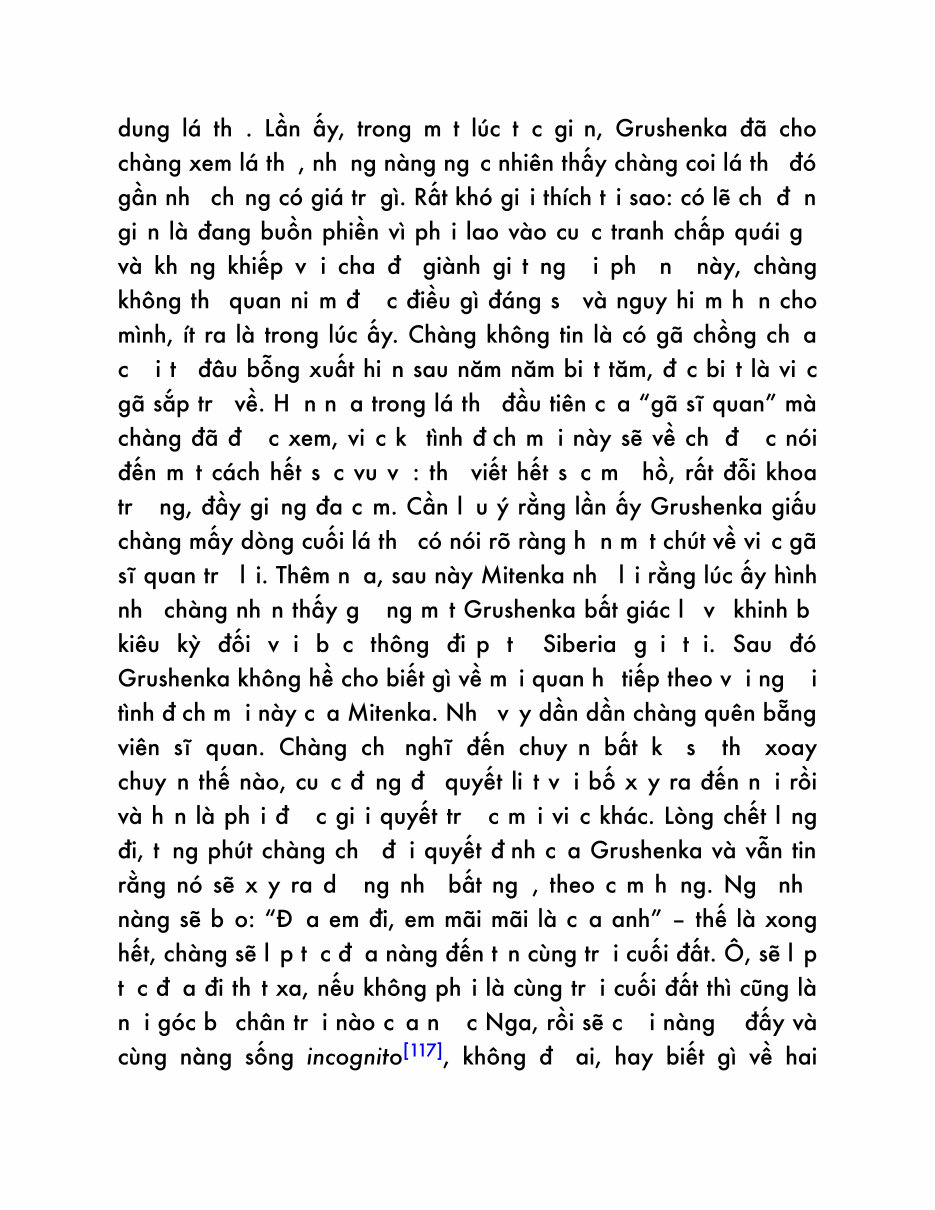 dung lá th . Lần ấy, trong m t lúc t c gi n, Grushenka đã cho
chàng xem lá th , nh ng nàng ng c nhiên thấy chàng coi lá th đó
gần nh ch ng có giá tr gì. Rất khó gi i thích t i sao: có lẽ ch đ n
gi n là đang buồn phiền vì ph i lao vào cu c tranh chấp quái g
và kh ng khiếp v i cha đ giành gi t ng i ph n này, chàng
không th quan ni m đ c điều gì đáng s và nguy hi m h n cho
mình, ít ra là trong lúc ấy. Chàng không tin là có gã chồng ch a
c i t đâu bỗng xuất hi n sau năm năm bi t tăm, đ c bi t là vi c
gã sắp tr về. H n n a trong lá th đầu tiên c a “gã sĩ quan” mà
chàng đã đ c xem, vi c k tình đ ch m i này sẽ về ch đ c nói
đến m t cách hết s c vu v : th viết hết s c m hồ, rất đỗi khoa
tr ng, đầy gi ng đa c m. Cần l u ý rằng lần ấy Grushenka giấu
chàng mấy dòng cuối lá th có nói rõ ràng h n m t chút về vi c gã
sĩ quan tr l i. Thêm n a, sau này Mitenka nh l i rằng lúc ấy hình
nh chàng nh n thấy g ng m t Grushenka bất giác l v khinh b
kiêu kỳ đối v i b c thông đi p t Siberia g i t i. Sau đó
Grushenka không hề cho biết gì về m i quan h tiếp theo v i ng i
tình đ ch m i này c a Mitenka. Nh v y dần dần chàng quên bẵng
viên sĩ quan. Chàng ch nghĩ đến chuy n bất k s th xoay
chuy n thế nào, cu c đ ng đ quyết li t v i bố x y ra đến n i rồi
và h n là ph i đ c gi i quyết tr c m i vi c khác. Lòng chết l ng
đi, t ng phút chàng ch đ i quyết đ nh c a Grushenka và vẫn tin
rằng nó sẽ x y ra d ng nh bất ng , theo c m h ng. Ng nh
nàng sẽ b o: “Đ a em đi, em mãi mãi là c a anh” – thế là xong
hết, chàng sẽ l p t c đ a nàng đến t n cùng tr i cuối đất. Ô, sẽ l p
t c đ a đi th t xa, nếu không ph i là cùng tr i cuối đất thì cũng là
n i góc b chân tr i nào c a n c Nga, rồi sẽ c i nàng đấy và
cùng nàng sống incognito[117], không đ ai, hay biết gì về hai